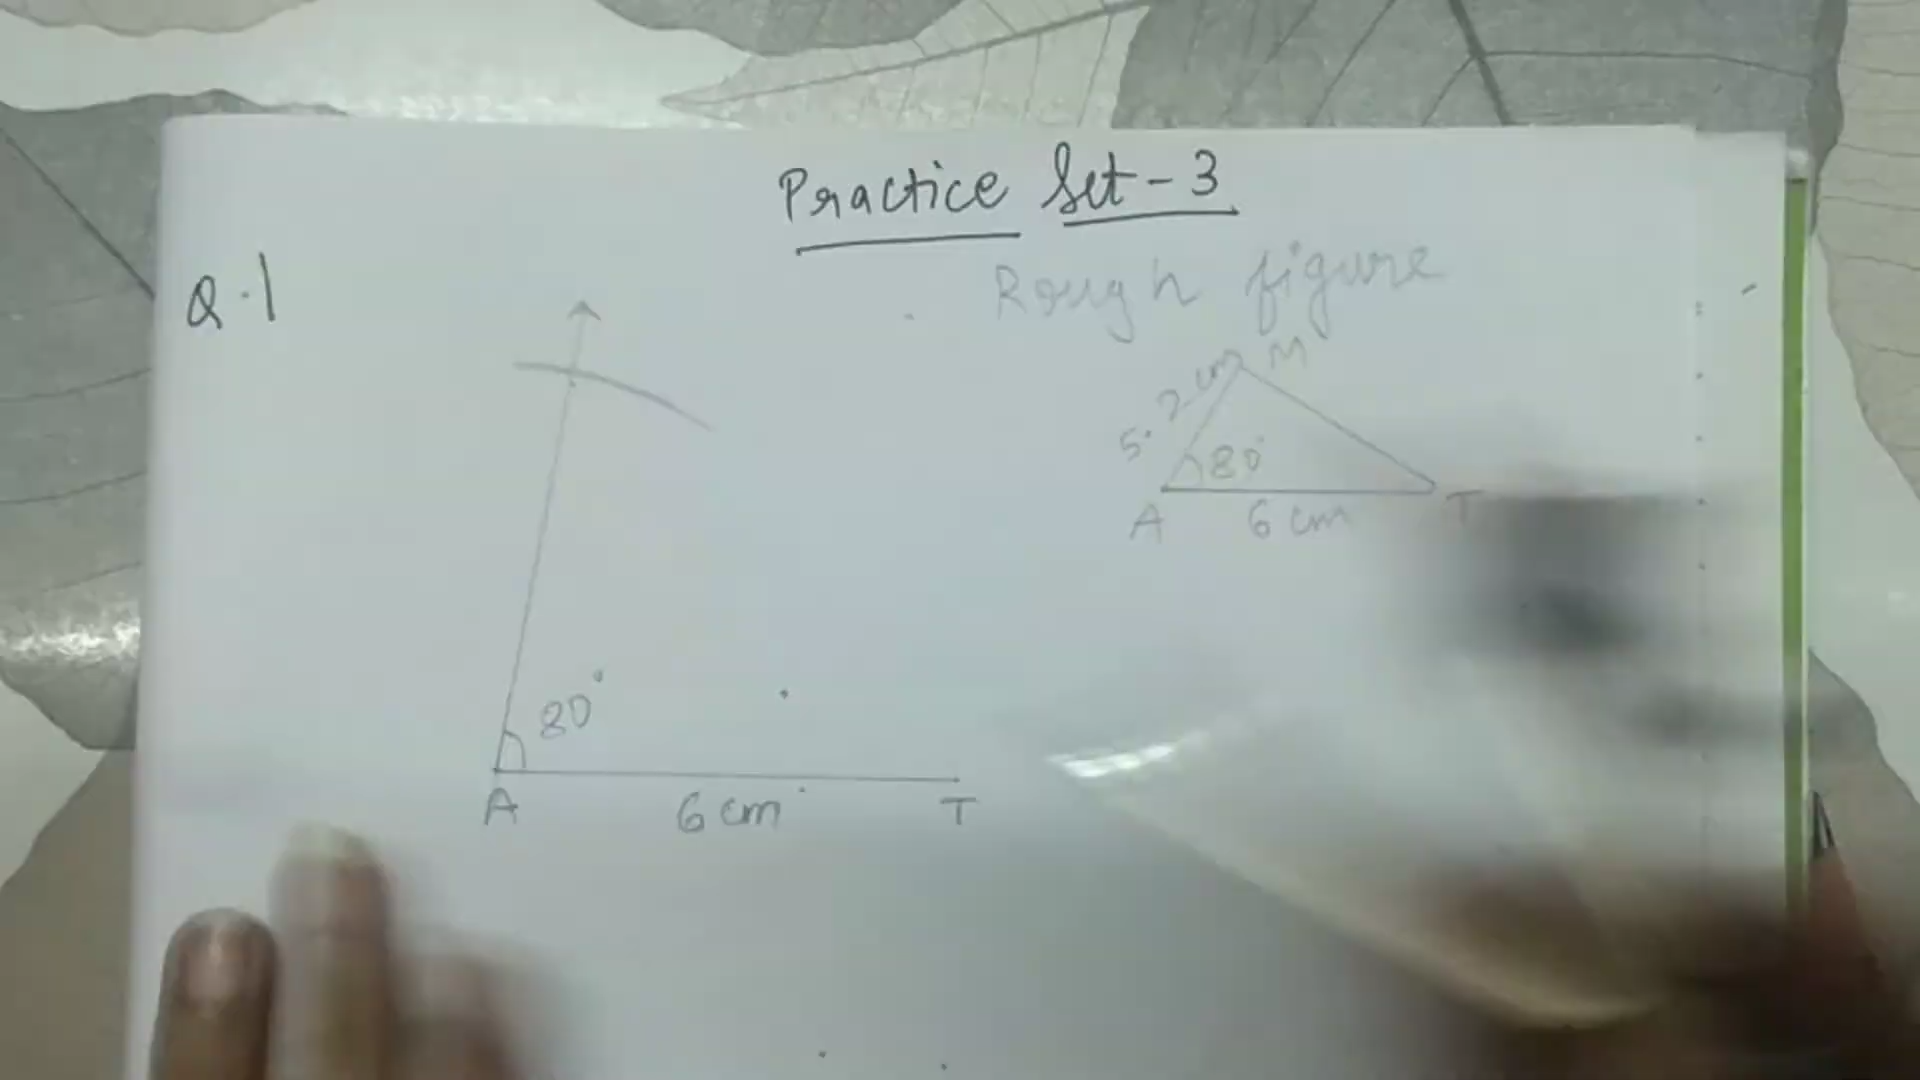 Practice Set - 3
Rough figure
Q.1
M
5.2 cm
80°
A 6 cm T
80°
A 6 cm T